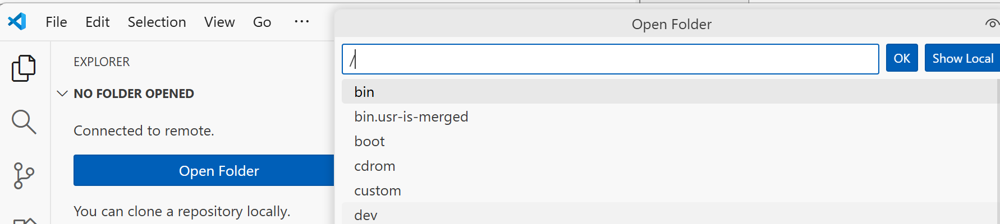 File Edit Selection View Go ···
Open Folder
EXPLORER
/
OK
Show Local
NO FOLDER OPENED
bin
bin.usr-is-merged
Connected to remote.
boot
Open Folder
cdrom
custom
You can clone a repository locally.
dev